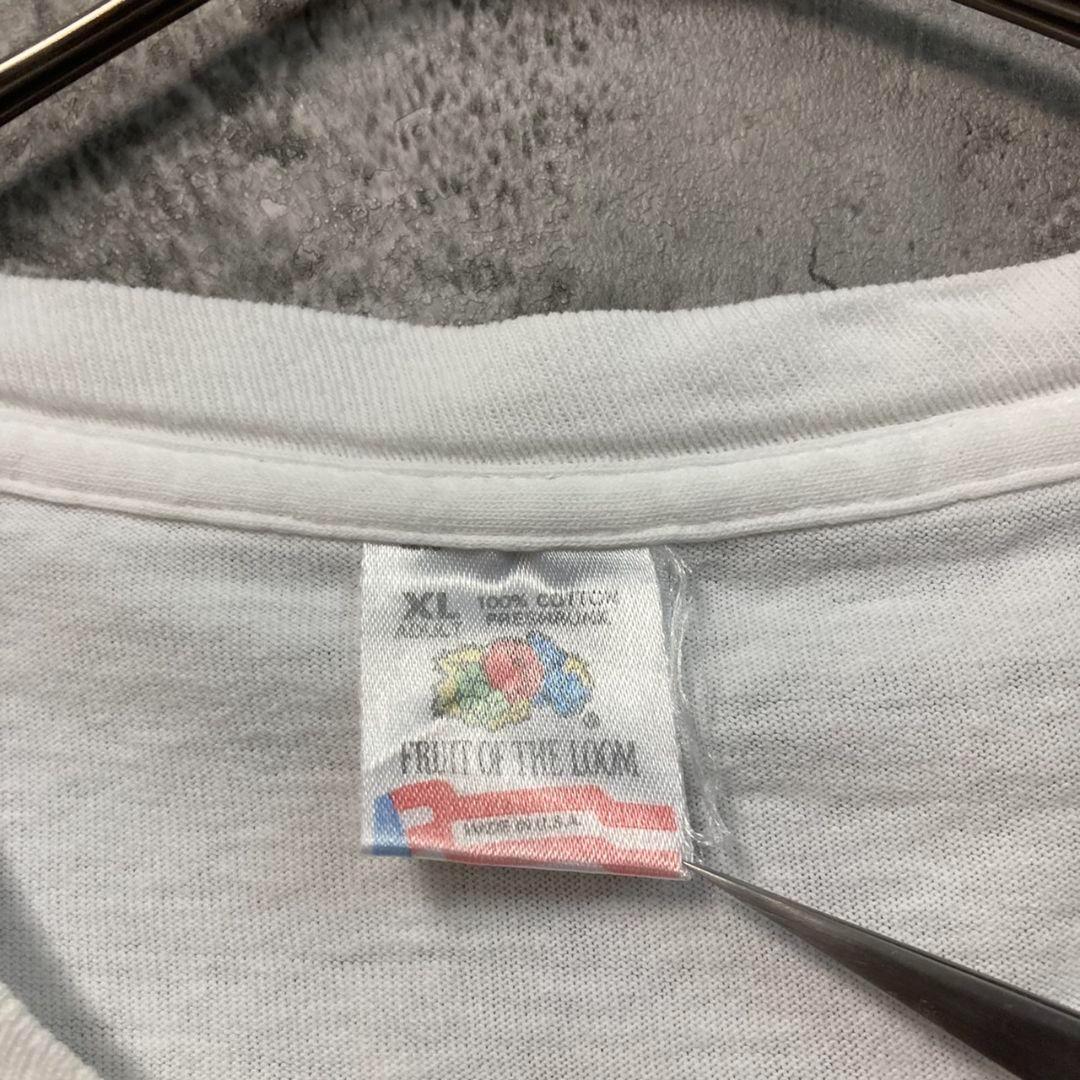 XL 100% COTTON
ADULT PRESHRUNK
®
FRUIT OF THE LOOM
MADE IN U.S.A.